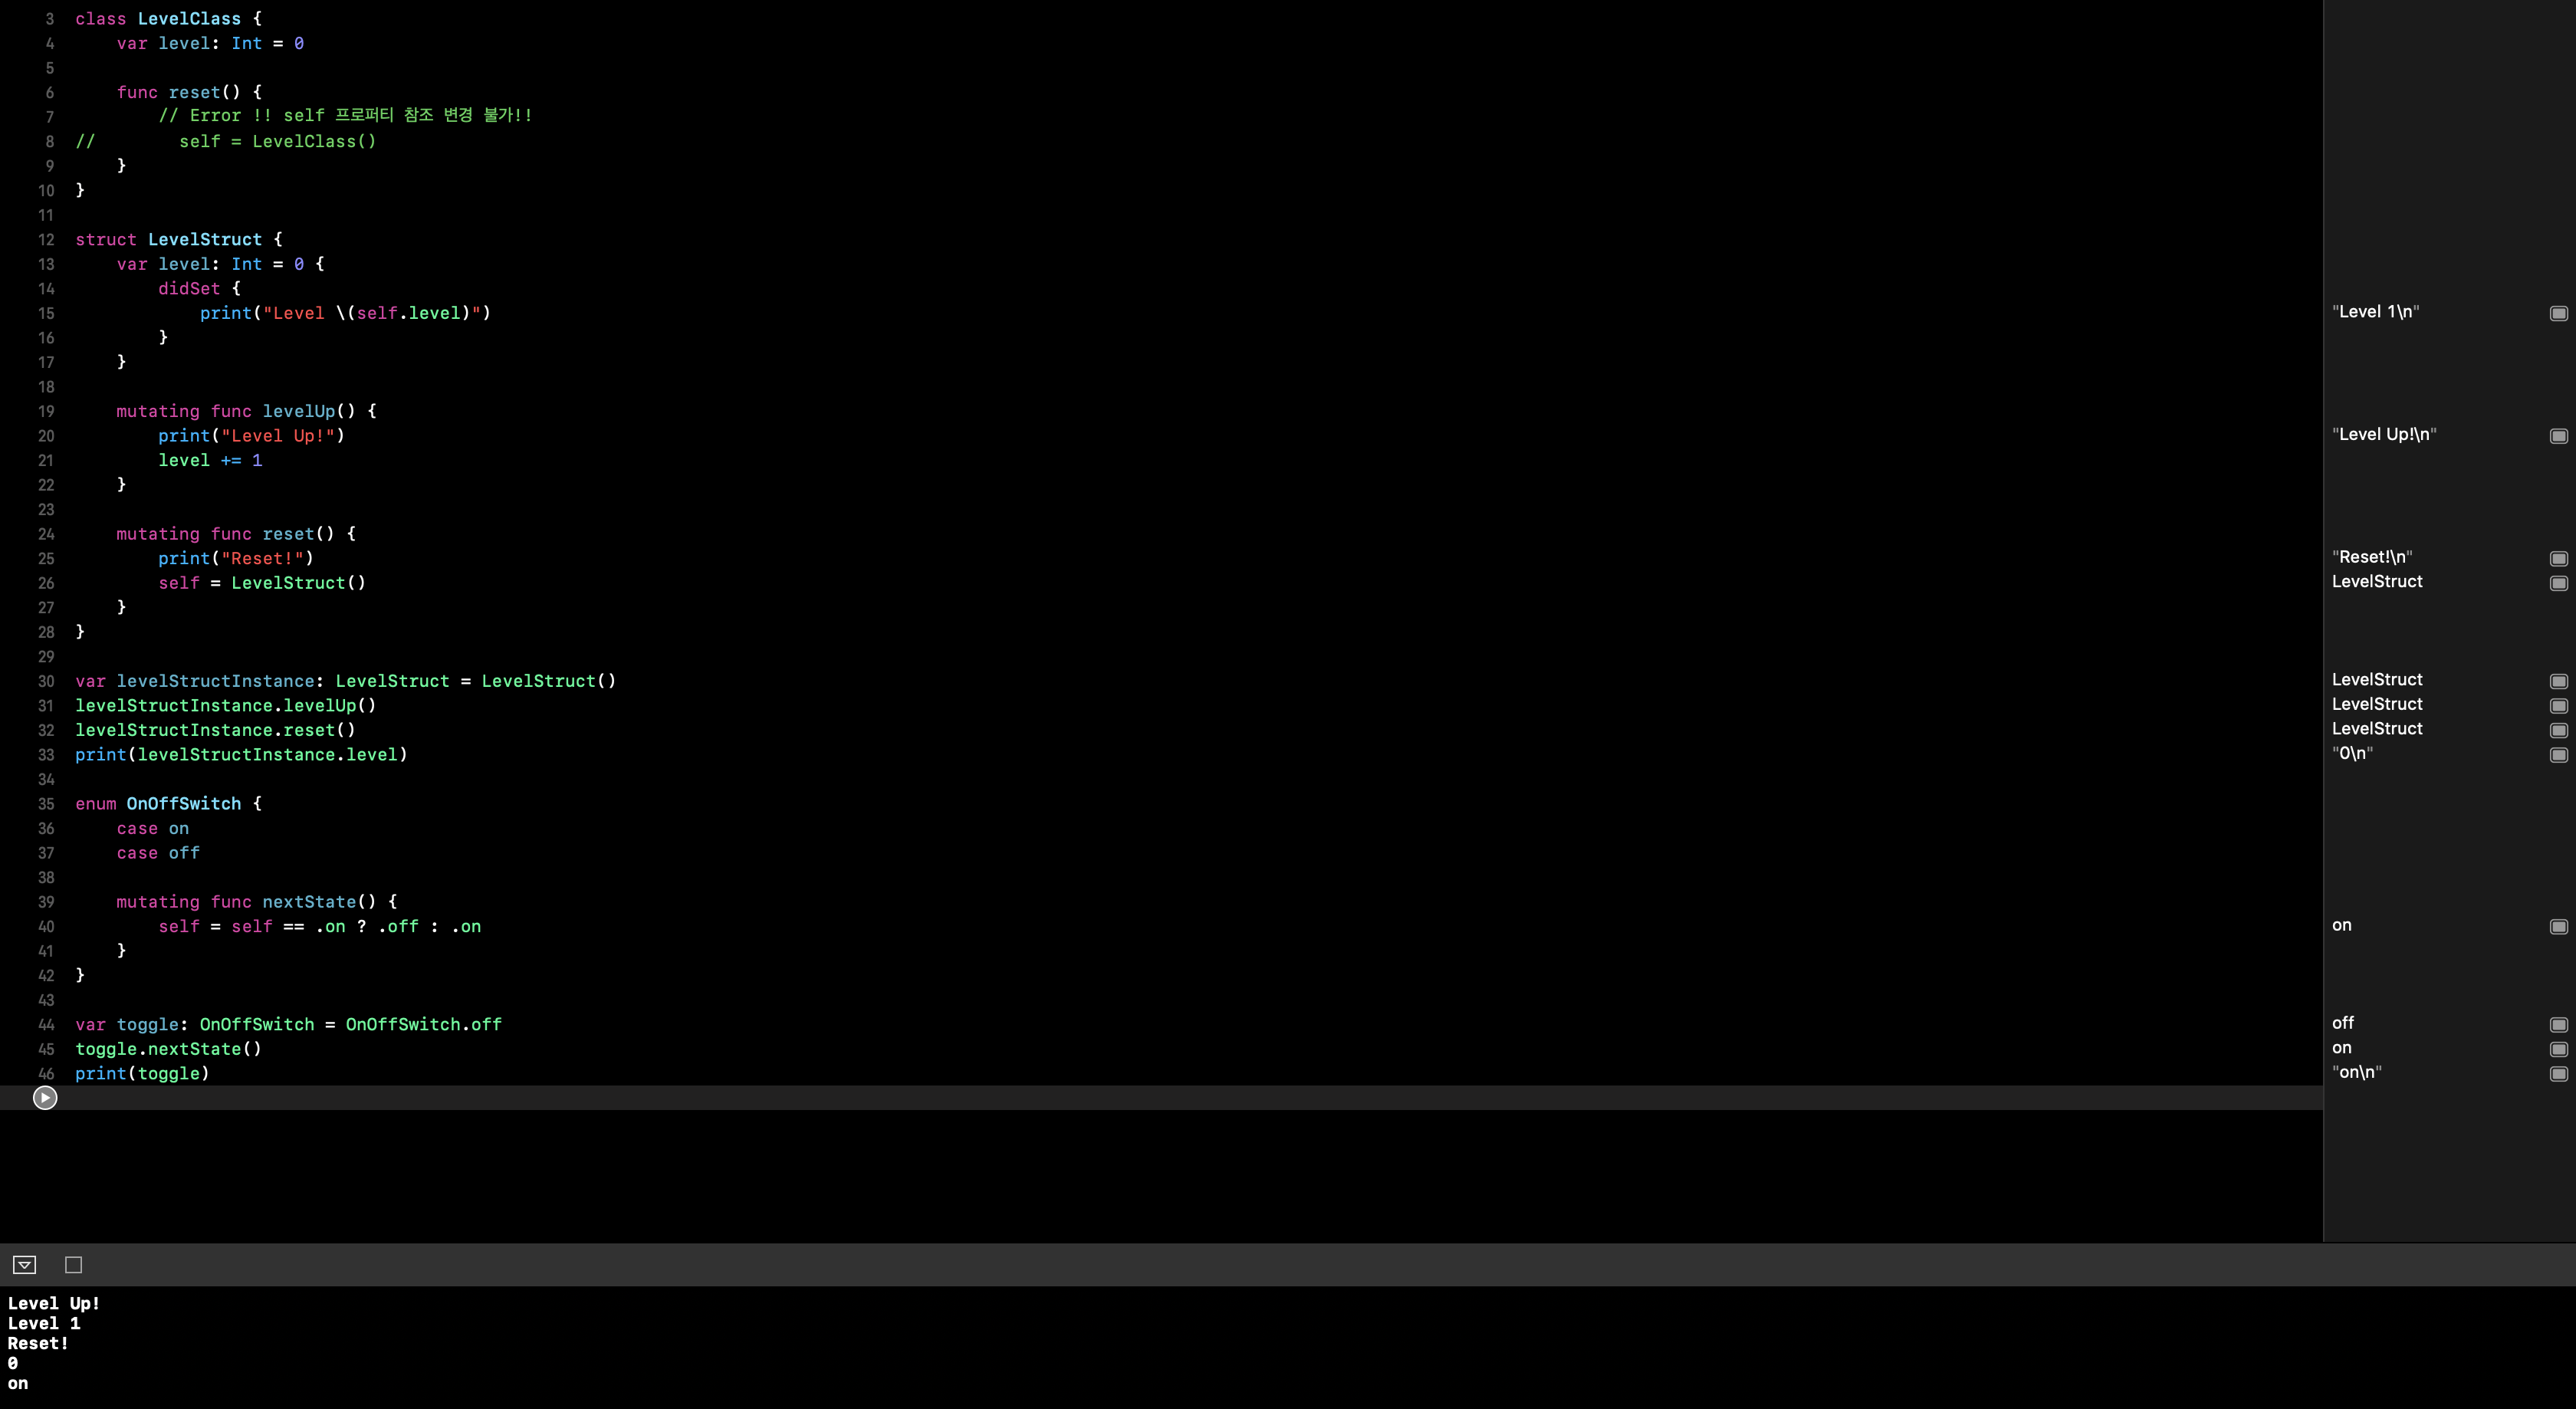 3 class LevelClass {
4     var level: Int = 0
5
6     func reset() {
7         // Error !! self 프로퍼티 참조 변경 불가!!
8 //        self = LevelClass()
9     }
10 }
11
12 struct LevelStruct {
13     var level: Int = 0 {
14         didSet {
15             print("Level \(self.level)") "Level 1\n"
16         }
17     }
18
19     mutating func levelUp() {
20         print("Level Up!") "Level Up!\n"
21         level += 1
22     }
23
24     mutating func reset() {
25         print("Reset!") "Reset!\n"
26         self = LevelStruct() LevelStruct
27     }
28 }
29
30 var levelStructInstance: LevelStruct = LevelStruct() LevelStruct
31 levelStructInstance.levelUp() LevelStruct
32 levelStructInstance.reset() LevelStruct
33 print(levelStructInstance.level) "0\n"
34
35 enum OnOffSwitch {
36     case on
37     case off
38
39     mutating func nextState() {
40         self = self == .on ? .off : .on on
41     }
42 }
43
44 var toggle: OnOffSwitch = OnOffSwitch.off off
45 toggle.nextState() on
46 print(toggle) "on\n"
Level Up!
Level 1
Reset!
0
on